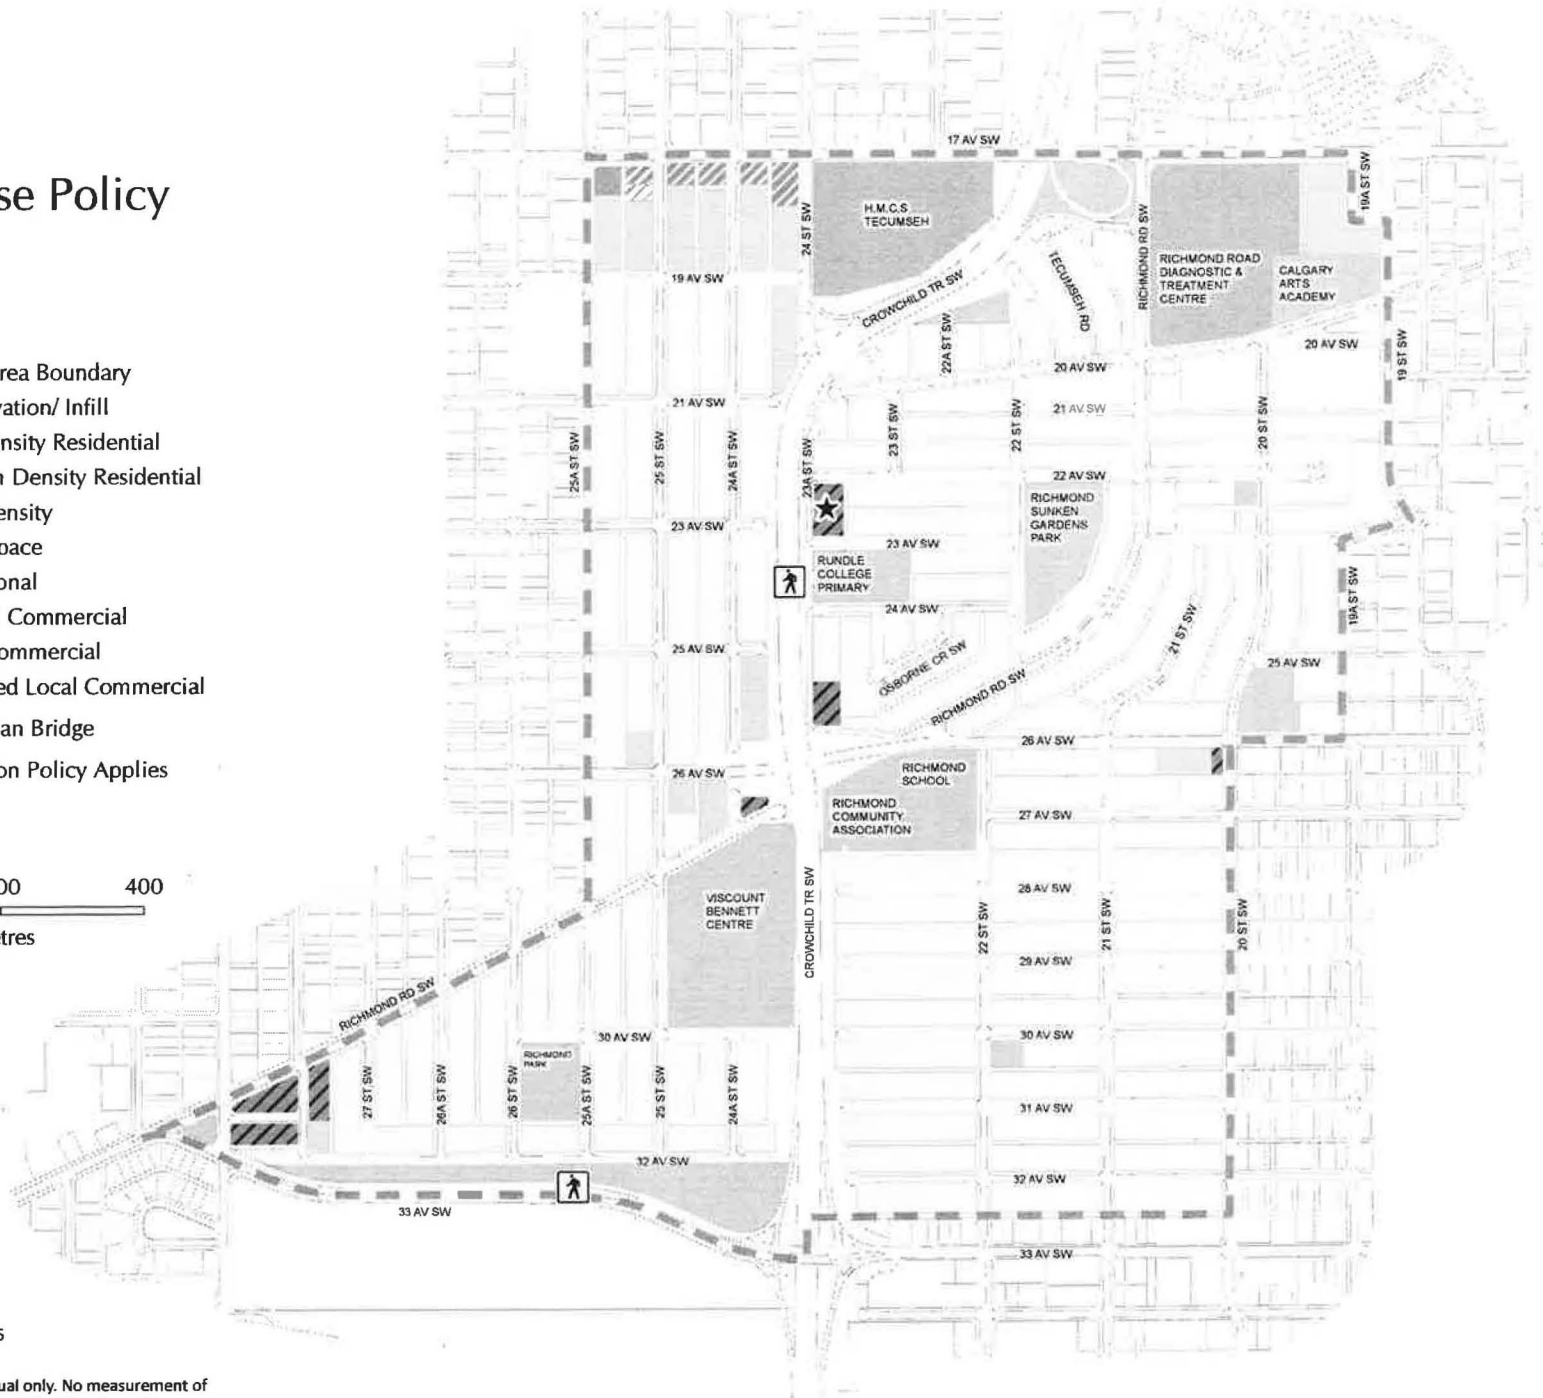 se Policy
rea Boundary
vation/ Infill
nsity Residential
n Density Residential
ensity
pace
onal
Commercial
ommercial
ed Local Commercial
an Bridge
on Policy Applies
00 400
tres
s
ual only. No measurement of
17 AV SW
19A ST SW
H.M.C.S
TECUMSEH
24 ST SW
RICHMOND RD SW
TECUMSEH RD
RICHMOND ROAD
DIAGNOSTIC &
TREATMENT
CENTRE
CALGARY
ARTS
ACADEMY
19 AV SW
CROWCHILD TR SW
22A ST SW
20 AV SW
20 AV SW
19 ST SW
21 AV SW
21 AV SW
25A ST SW
25 ST SW
24A ST SW
23A ST SW
23 ST SW
22 ST SW
20 ST SW
22 AV SW
RICHMOND
SUNKEN
GARDENS
PARK
23 AV SW
23 AV SW
RUNDLE
COLLEGE
PRIMARY
24 AV SW
19A ST SW
21 ST SW
25 AV SW
OSBORNE CR SW
RICHMOND RD SW
25 AV SW
26 AV SW
26 AV SW
RICHMOND
SCHOOL
RICHMOND
COMMUNITY
ASSOCIATION
27 AV SW
VISCOUNT
BENNETT
CENTRE
CROWCHILD TR SW
28 AV SW
22 ST SW
21 ST SW
20 ST SW
29 AV SW
RICHMOND RD SW
30 AV SW
30 AV SW
RICHMOND
PARK
27 ST SW
26A ST SW
26 ST SW
25A ST SW
25 ST SW
24A ST SW
31 AV SW
32 AV SW
32 AV SW
33 AV SW
33 AV SW